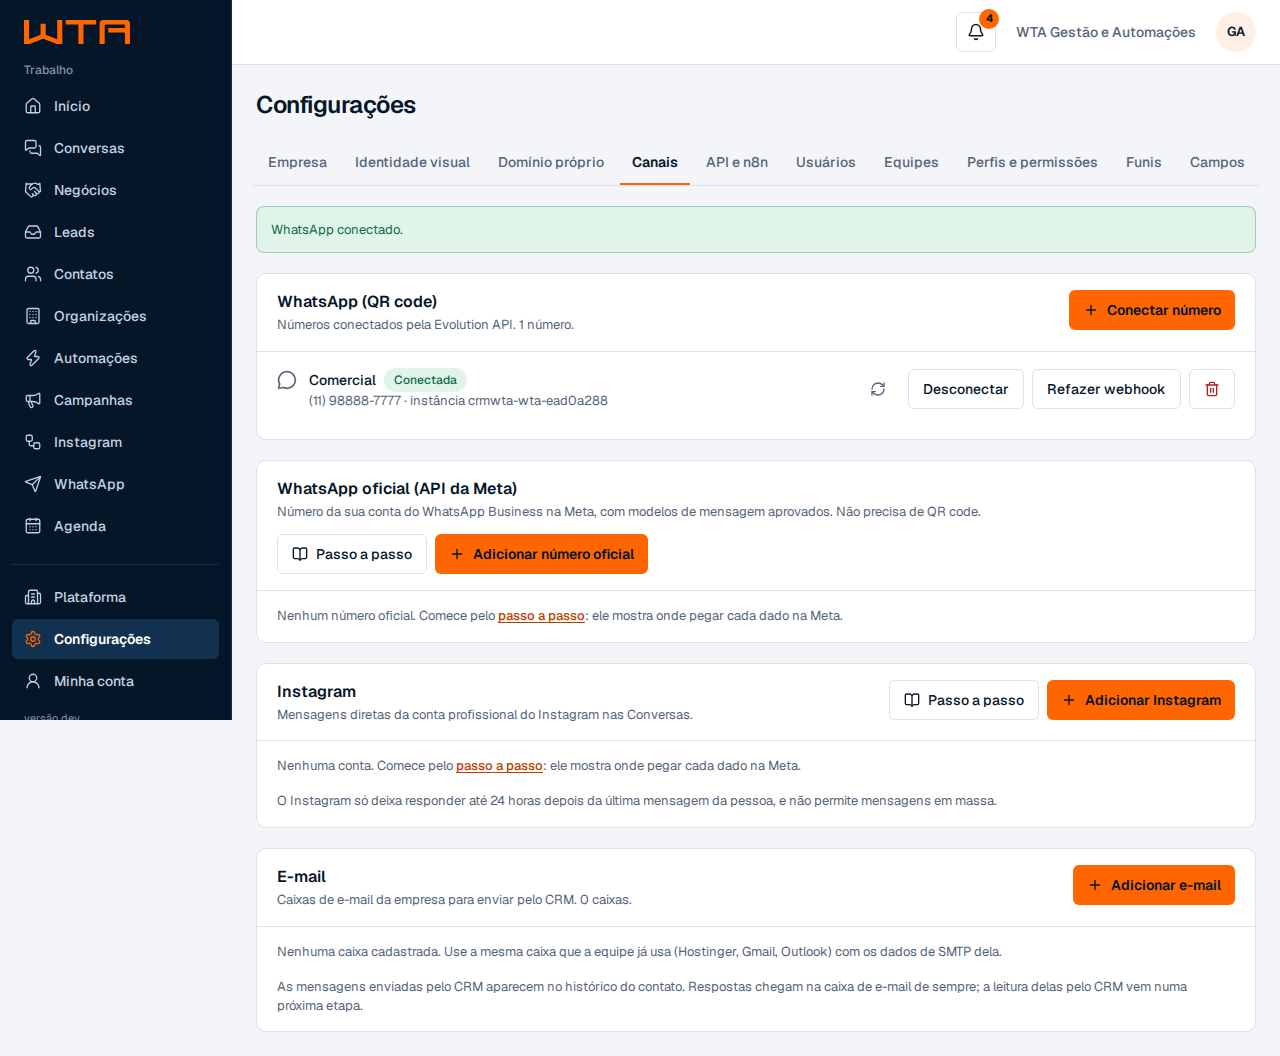 WTA
4
WTA Gestão e Automações
GA
Trabalho
Início
Conversas
Negócios
Leads
Contatos
Organizações
Automações
Campanhas
Instagram
WhatsApp
Agenda
Plataforma
Configurações
Minha conta
versão dev
Configurações
Empresa
Identidade visual
Domínio próprio
Canais
API e n8n
Usuários
Equipes
Perfis e permissões
Funis
Campos
WhatsApp conectado.
WhatsApp (QR code)
Números conectados pela Evolution API. 1 número.
Conectar número
Comercial
Conectada
(11) 98888-7777 · instância crmwta-wta-ead0a288
Desconectar
Refazer webhook
WhatsApp oficial (API da Meta)
Número da sua conta do WhatsApp Business na Meta, com modelos de mensagem aprovados. Não precisa de QR code.
Passo a passo
Adicionar número oficial
Nenhum número oficial. Comece pelo passo a passo: ele mostra onde pegar cada dado na Meta.
Instagram
Mensagens diretas da conta profissional do Instagram nas Conversas.
Passo a passo
Adicionar Instagram
Nenhuma conta. Comece pelo passo a passo: ele mostra onde pegar cada dado na Meta.
O Instagram só deixa responder até 24 horas depois da última mensagem da pessoa, e não permite mensagens em massa.
E-mail
Caixas de e-mail da empresa para enviar pelo CRM. 0 caixas.
Adicionar e-mail
Nenhuma caixa cadastrada. Use a mesma caixa que a equipe já usa (Hostinger, Gmail, Outlook) com os dados de SMTP dela.
As mensagens enviadas pelo CRM aparecem no histórico do contato. Respostas chegam na caixa de e-mail de sempre; a leitura delas pelo CRM vem numa
próxima etapa.